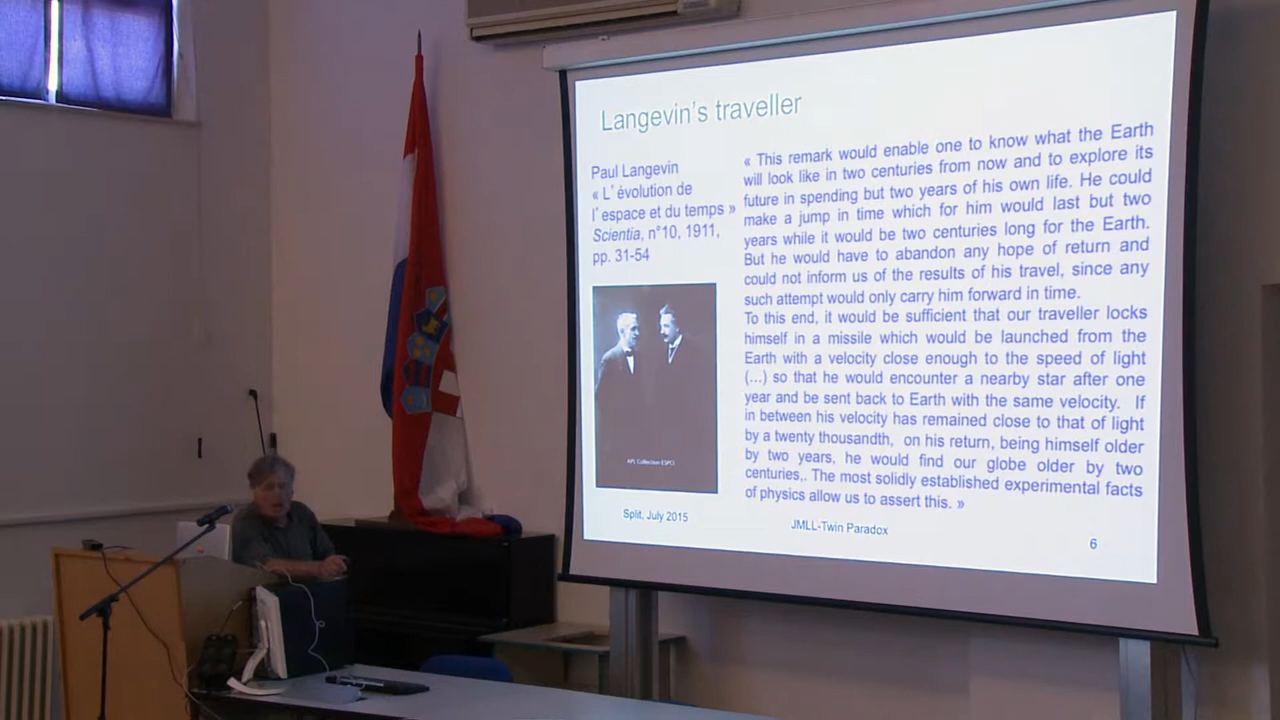 Langevin's traveller
Paul Langevin
« L' évolution de
l' espace et du temps »
Scientia, n°10, 1911,
pp. 31-54
« This remark would enable one to know what the Earth
will look like in two centuries from now and to explore its
future in spending but two years of his own life. He could
make a jump in time which for him would last but two
years while it would be two centuries long for the Earth.
But he would have to abandon any hope of return and
could not inform us of the results of his travel, since any
such attempt would only carry him forward in time.
To this end, it would be sufficient that our traveller locks
himself in a missile which would be launched from the
Earth with a velocity close enough to the speed of light
(...) so that he would encounter a nearby star after one
year and be sent back to Earth with the same velocity. If
in between his velocity has remained close to that of light
by a twenty thousandth, on his return, being himself older
by two years, he would find our globe older by two
centuries,. The most solidly established experimental facts
of physics allow us to assert this. »
APL Collection ESPCI
Split, July 2015
JMLL-Twin Paradox
6